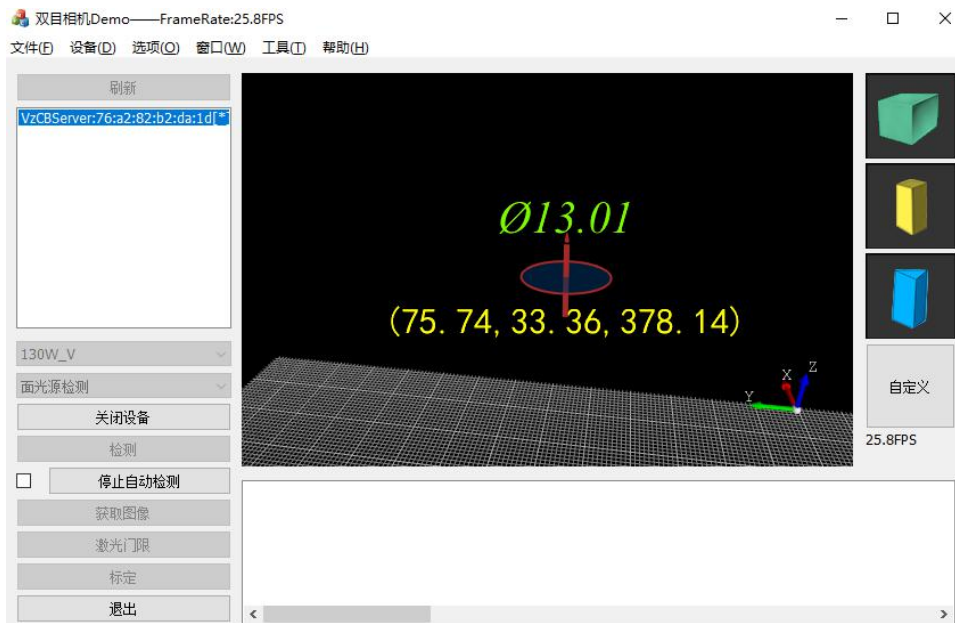 双目相机Demo——FrameRate:25.8FPS
文件(F) 设备(D) 选项(O) 窗口(W) 工具(T) 帮助(H)
刷新
VzCBServer:76:a2:82:b2:da:1d[*]
Ø13.01
(75.74, 33.36, 378.14)
X
Z
Y
130W_V
面光源检测
关闭设备
检测
停止自动检测
获取图像
激光门限
标定
退出
自定义
25.8FPS